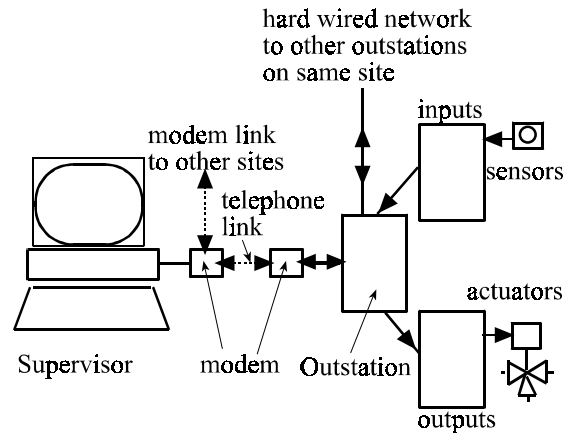 hard wired network
to other outstations
on same site
inputs
modem link
to other sites
sensors
telephone
link
actuators
Supervisor
modem
Outstation
outputs